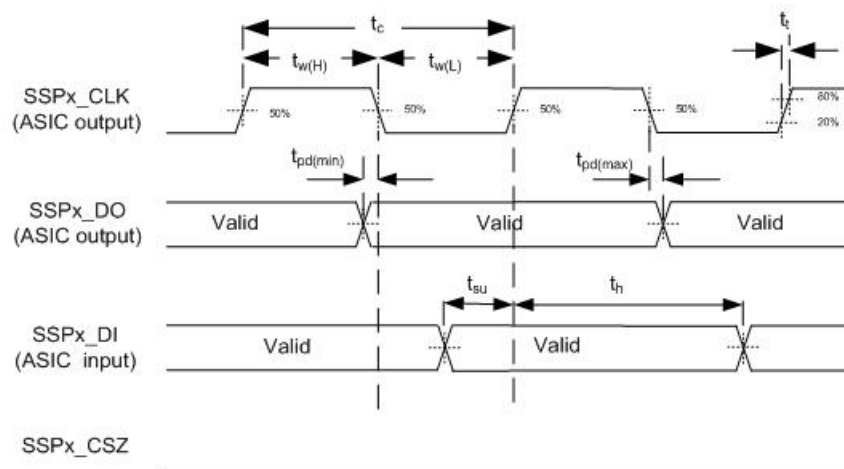 tc
tt
tw(H)
tw(L)
SSPx_CLK
(ASIC output)
50%
50%
50%
50%
80%
20%
tpd(min)
tpd(max)
SSPx_DO
(ASIC output)
Valid
Valid
Valid
tsu
th
SSPx_DI
(ASIC input)
Valid
Valid
SSPx_CSZ